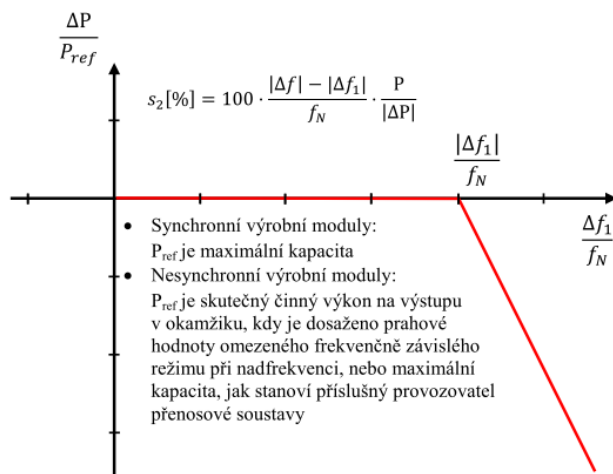 ΔP
P_ref
s₂[%] = 100 · (|Δf| − |Δf₁|)/f_N · P/|ΔP|
|Δf₁|
f_N
Δf₁
f_N
• Synchronní výrobní moduly:
P_ref je maximální kapacita
• Nesynchronní výrobní moduly:
P_ref je skutečný činný výkon na výstupu
v okamžiku, kdy je dosaženo prahové
hodnoty omezeného frekvenčně závislého
režimu při nadfrekvenci, nebo maximální
kapacita, jak stanoví příslušný provozovatel
přenosové soustavy